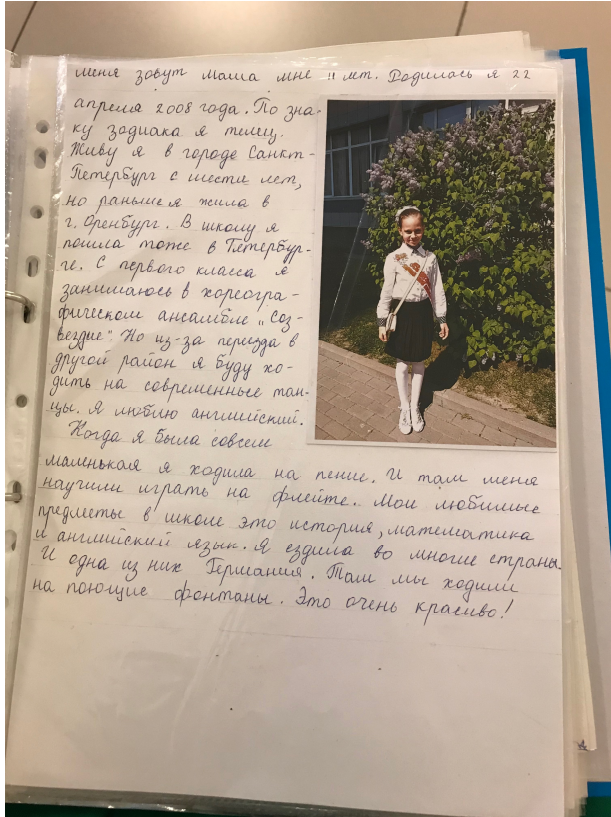 меня зовут Маша мне 11 лет. Родилась я 22
апреля 2008 года. По зна-
ку зодиака я телец.
Живу я в городе Санкт-
Петербург с шести лет,
но раньше я жила в
г. Оренбург. В школу я
пошла тоже в Петербур-
ге. С первого класса я
занимаюсь в хореогра-
фическом ансамбле „Соз-
вездие". Но из-за переезда в
другой район я буду хо-
дить на современные тан-
цы. Я люблю английский.
Когда я была совсем
маленькая я ходила на пение. И там меня
научили играть на флейте. Мои любимые
предметы в школе это история, математика
и английский язык. Я ездила во многие страны.
И одна из них Германия. Там мы ходили
на поющие фонтаны. Это очень красиво!